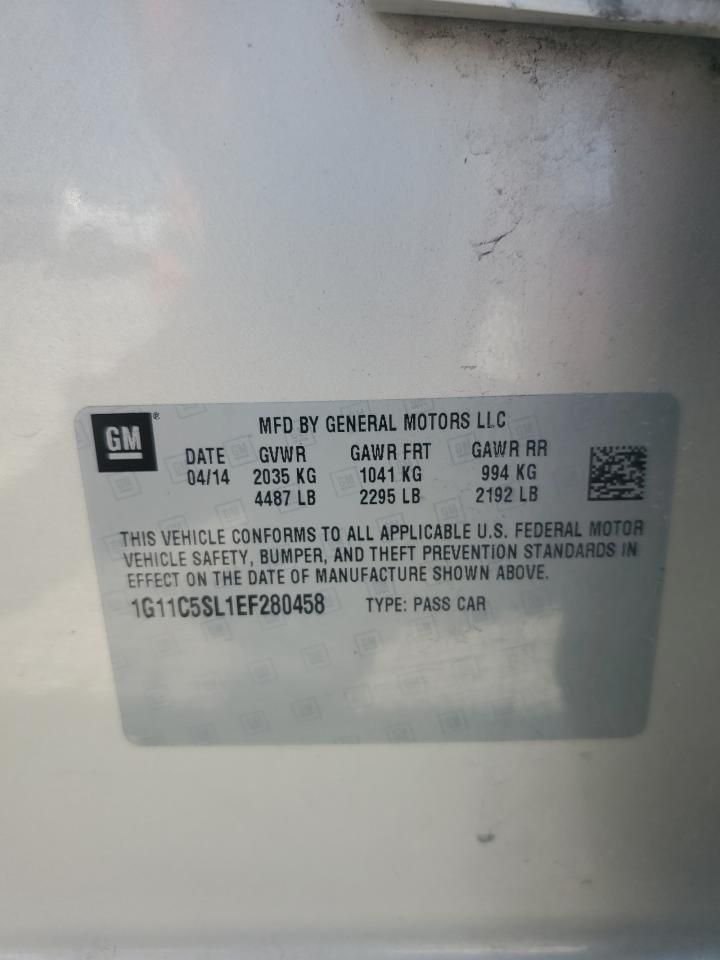 GM ®
MFD BY GENERAL MOTORS LLC
DATE GVWR GAWR FRT GAWR RR
04/14 2035 KG 1041 KG 994 KG
4487 LB 2295 LB 2192 LB
THIS VEHICLE CONFORMS TO ALL APPLICABLE U.S. FEDERAL MOTOR
VEHICLE SAFETY, BUMPER, AND THEFT PREVENTION STANDARDS IN
EFFECT ON THE DATE OF MANUFACTURE SHOWN ABOVE.
1G11C5SL1EF280458 TYPE: PASS CAR